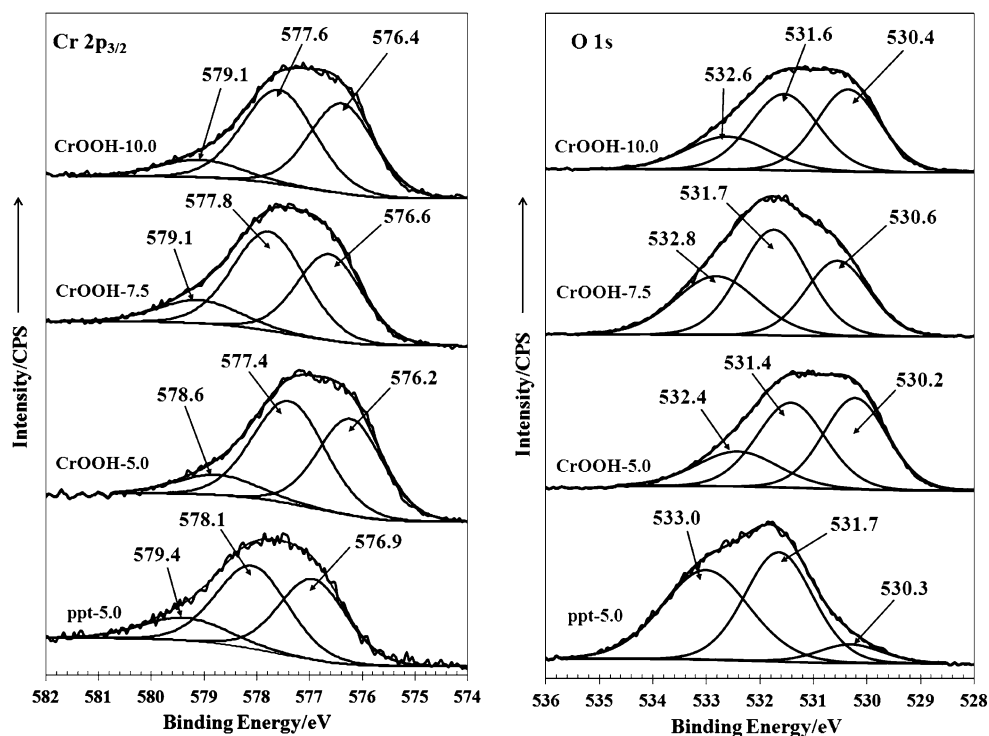 Cr 2p3/2
577.6
576.4
579.1
CrOOH-10.0
577.8
576.6
579.1
CrOOH-7.5
577.4
576.2
578.6
CrOOH-5.0
578.1
576.9
579.4
ppt-5.0
Intensity/CPS
582 580 579 577 576 575 574
Binding Energy/eV
O 1s
531.6
530.4
532.6
CrOOH-10.0
531.7
530.6
532.8
CrOOH-7.5
531.4
530.2
532.4
CrOOH-5.0
533.0
531.7
530.3
ppt-5.0
Intensity/CPS
536 535 534 533 532 531 530 529 528
Binding Energy/eV